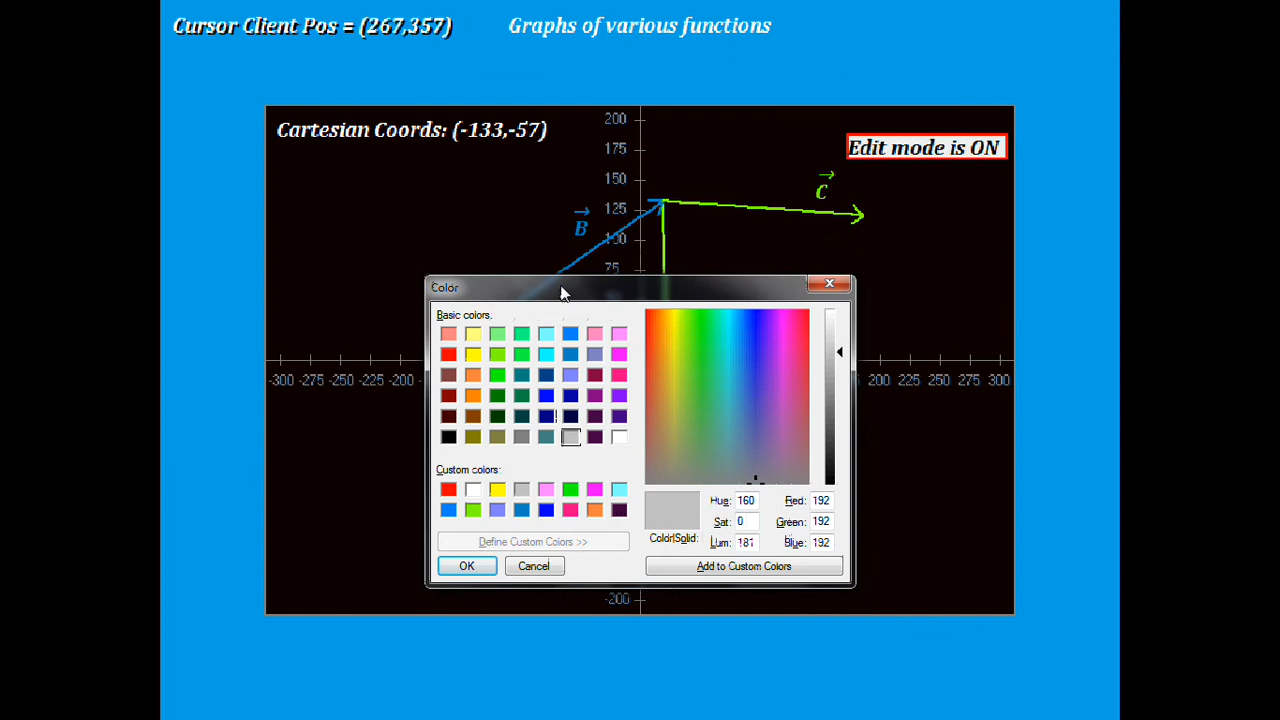 Cursor Client Pos = (267,357)
Graphs of various functions
Cartesian Coords: (-133,-57)
200
175
150
125
100
75
Edit mode is ON
B
C
-300 -275 -225 -200
200 225 250 275 300
-200
Color
Basic colors:
Custom colors:
Define Custom Colors >>
OK
Cancel
Hue: 160
Sat: 0
Lum: 181
Red: 192
Green: 192
Blue: 192
Color|Solid:
Add to Custom Colors